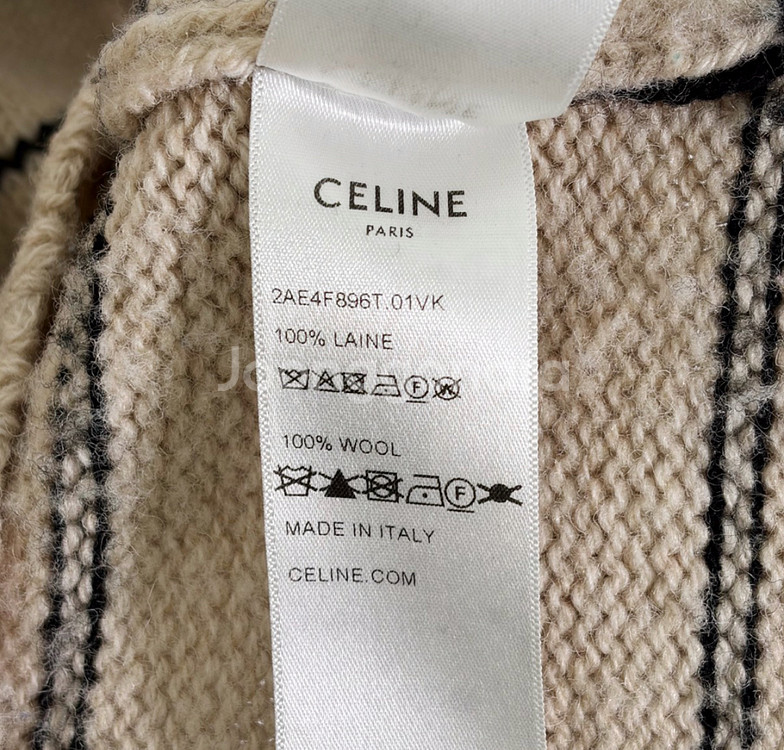 CELINE
PARIS
2AE4F896T.01VK
100% LAINE
F W
100% WOOL
F
MADE IN ITALY
CELINE.COM